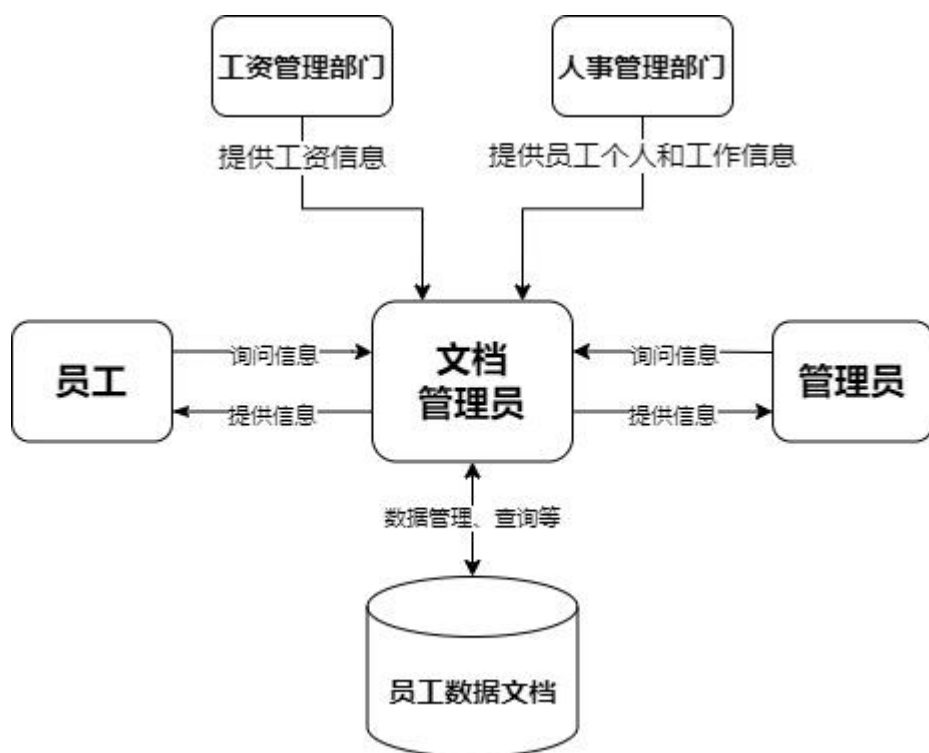 工资管理部门
人事管理部门
提供工资信息
提供员工个人和工作信息
员工
询问信息
提供信息
文档
管理员
询问信息
提供信息
管理员
数据管理、查询等
员工数据文档